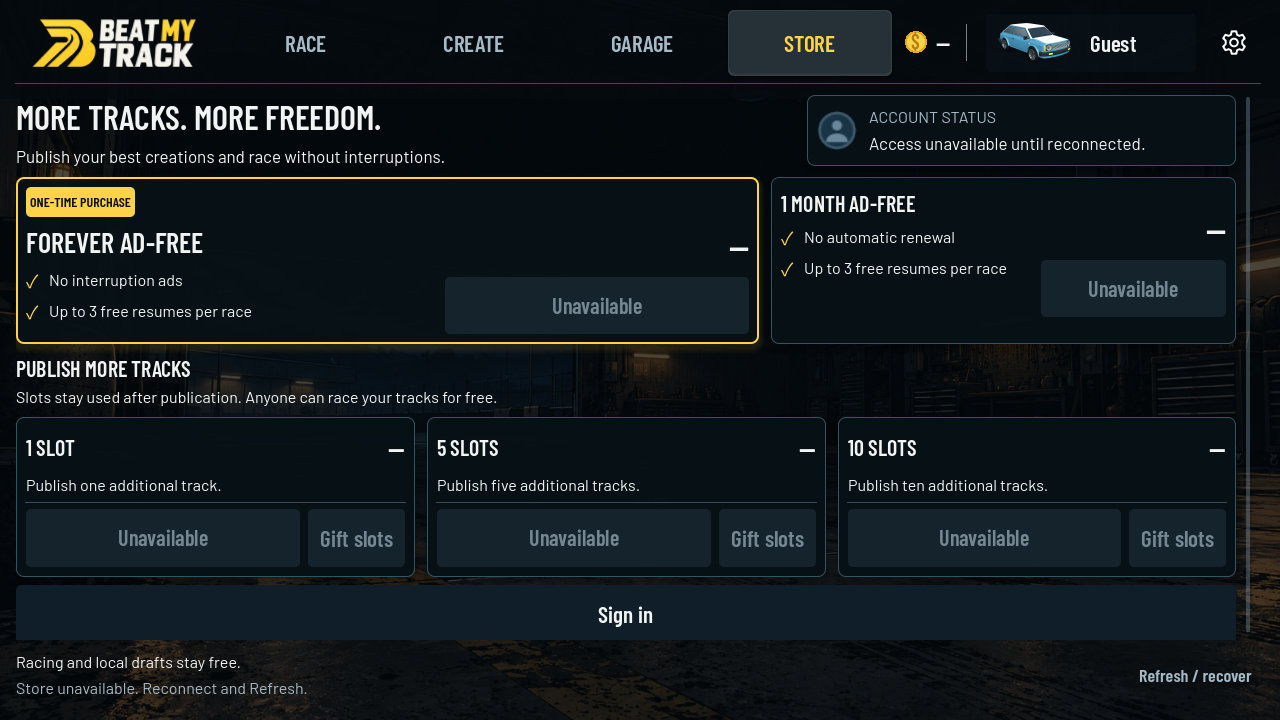 BEATMY
TRACK
RACE
CREATE
GARAGE
STORE
—
Guest
MORE TRACKS. MORE FREEDOM.
Publish your best creations and race without interruptions.
ACCOUNT STATUS
Access unavailable until reconnected.
ONE-TIME PURCHASE
FOREVER AD-FREE
—
✓ No interruption ads
✓ Up to 3 free resumes per race
Unavailable
1 MONTH AD-FREE
—
✓ No automatic renewal
✓ Up to 3 free resumes per race
Unavailable
PUBLISH MORE TRACKS
Slots stay used after publication. Anyone can race your tracks for free.
1 SLOT
—
Publish one additional track.
Unavailable
Gift slots
5 SLOTS
—
Publish five additional tracks.
Unavailable
Gift slots
10 SLOTS
—
Publish ten additional tracks.
Unavailable
Gift slots
Sign in
Racing and local drafts stay free.
Store unavailable. Reconnect and Refresh.
Refresh / recover